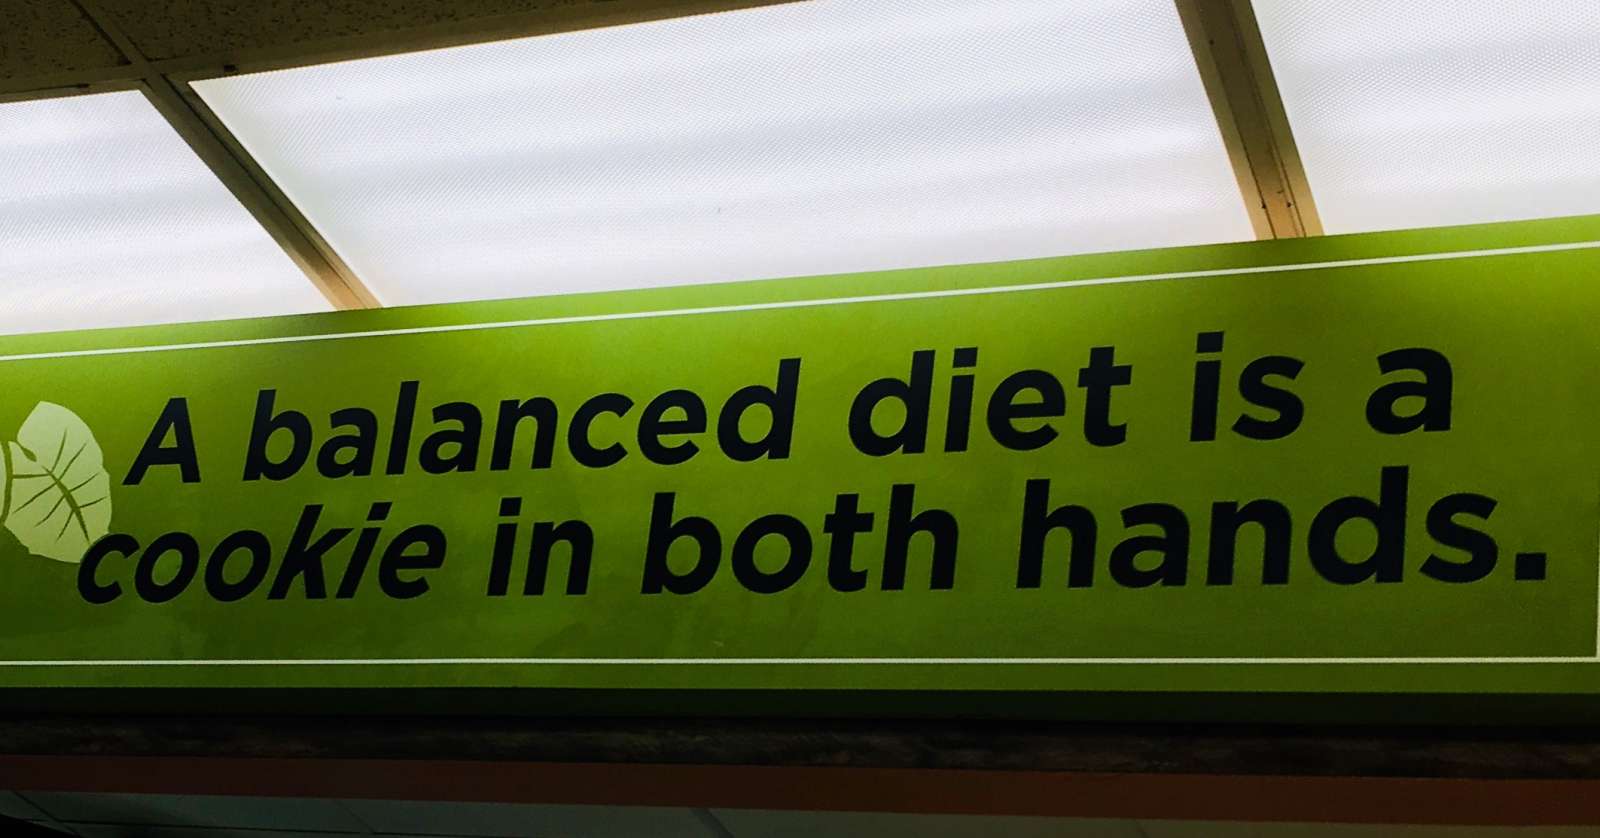 A balanced diet is a
cookie in both hands.